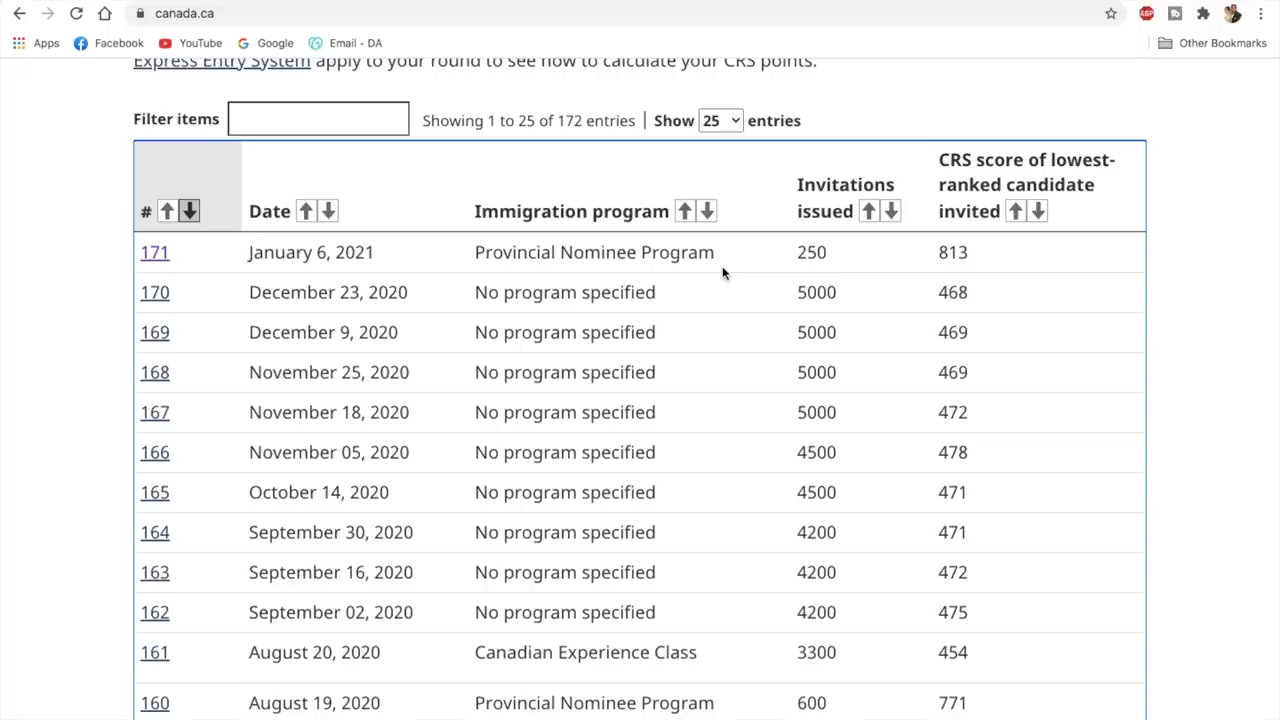 canada.ca
Apps Facebook YouTube Google Email - DA Other Bookmarks
Express Entry System apply to your round to see how to calculate your CRS points.
Filter items Showing 1 to 25 of 172 entries | Show 25 entries
# Date Immigration program Invitations issued CRS score of lowest-ranked candidate invited
171 January 6, 2021 Provincial Nominee Program 250 813
170 December 23, 2020 No program specified 5000 468
169 December 9, 2020 No program specified 5000 469
168 November 25, 2020 No program specified 5000 469
167 November 18, 2020 No program specified 5000 472
166 November 05, 2020 No program specified 4500 478
165 October 14, 2020 No program specified 4500 471
164 September 30, 2020 No program specified 4200 471
163 September 16, 2020 No program specified 4200 472
162 September 02, 2020 No program specified 4200 475
161 August 20, 2020 Canadian Experience Class 3300 454
160 August 19, 2020 Provincial Nominee Program 600 771